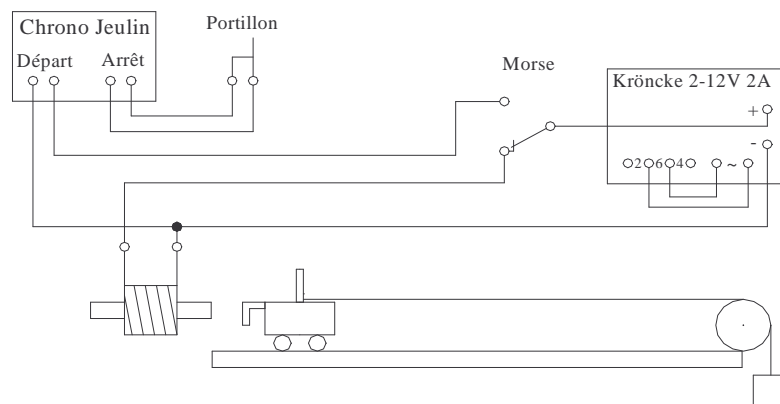 Chrono Jeulin
Départ Arrêt
Portillon
Morse
Kröncke 2-12V 2A
+
-
2 6 4 ~